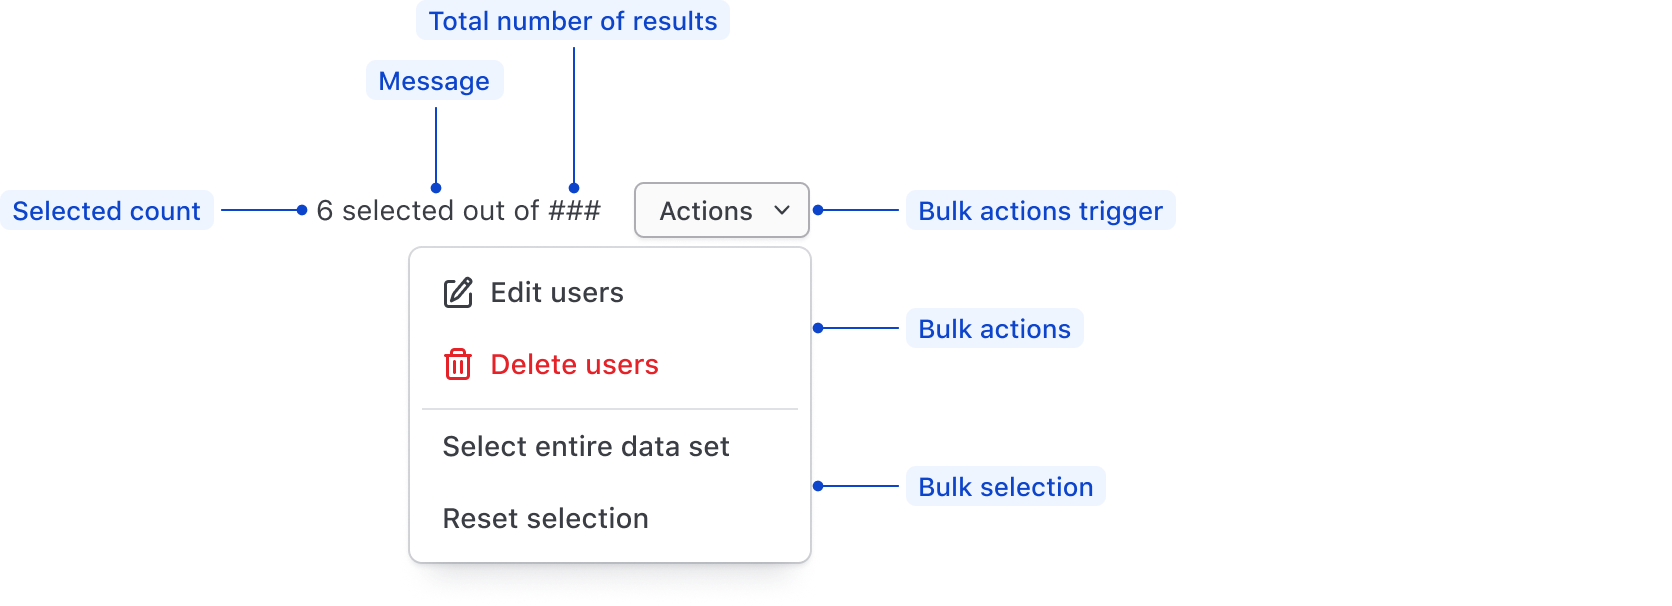 Total number of results
Message
Selected count
6 selected out of ###
Actions
Bulk actions trigger
Edit users
Bulk actions
Delete users
Select entire data set
Bulk selection
Reset selection